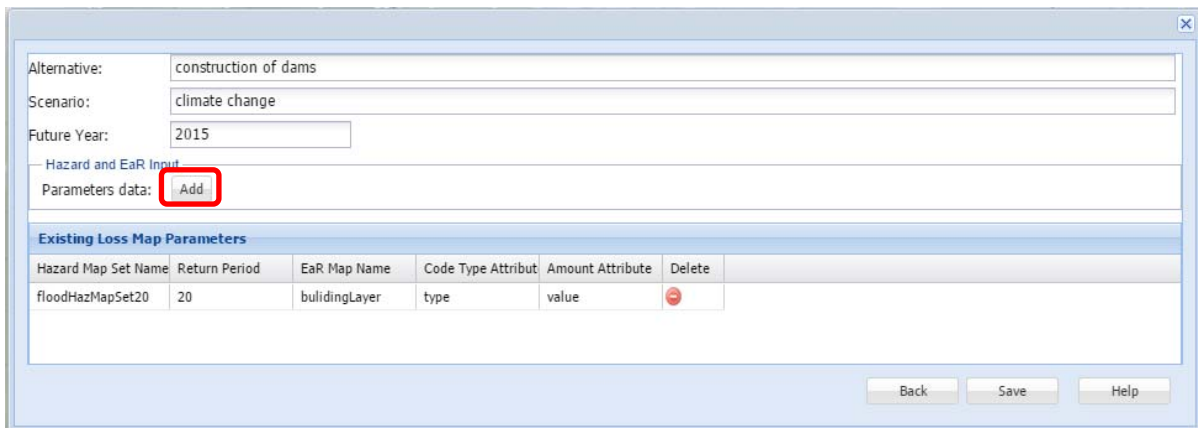 Alternative: construction of dams
Scenario: climate change
Future Year: 2015
Hazard and EaR Input
Parameters data: Add
Existing Loss Map Parameters
Hazard Map Set Name Return Period EaR Map Name Code Type Attribut Amount Attribute Delete
floodHazMapSet20 20 bulidingLayer type value
Back Save Help